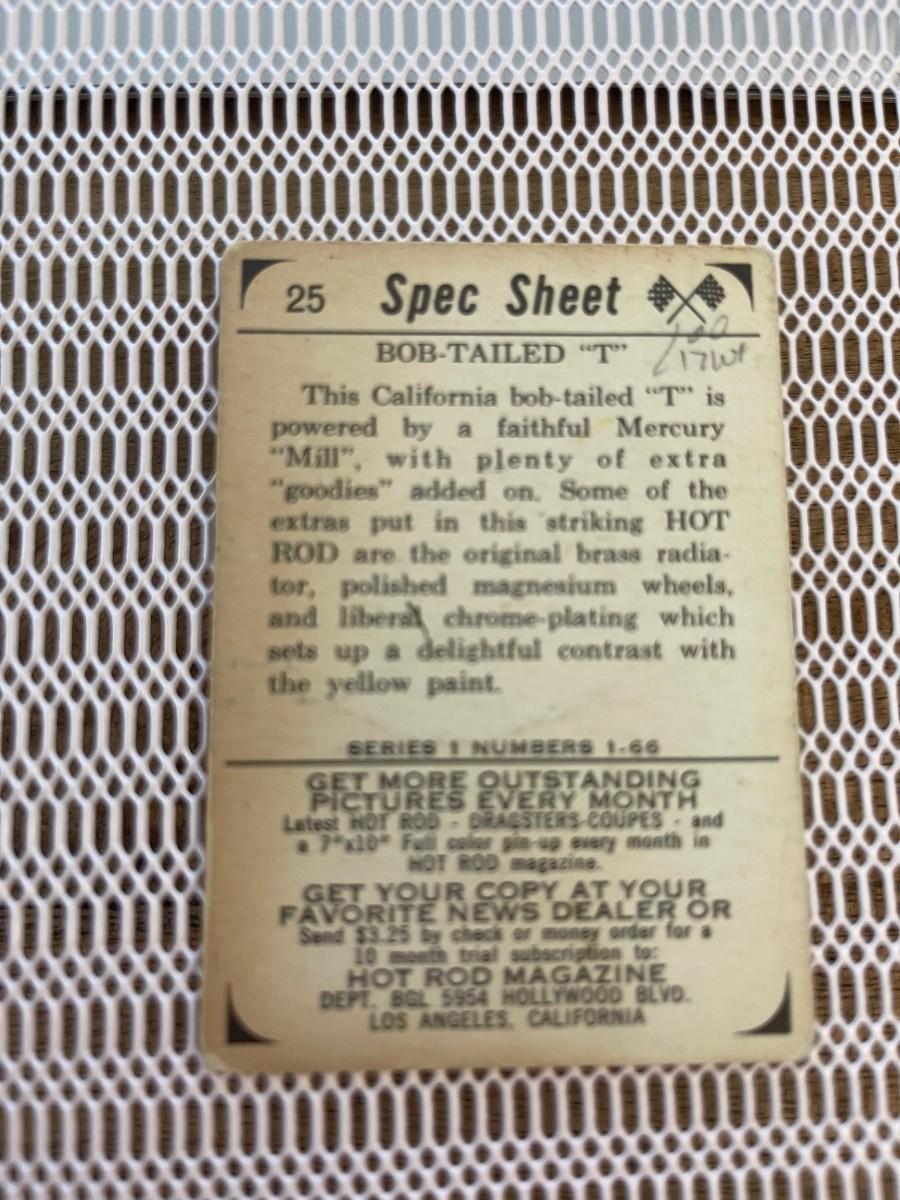 25 Spec Sheet
BOB-TAILED “T”
This California bob-tailed “T” is
powered by a faithful Mercury
“Mill”, with plenty of extra
“goodies” added on. Some of the
extras put in this striking HOT
ROD are the original brass radia-
tor, polished magnesium wheels,
and liberal chrome-plating which
sets up a delightful contrast with
the yellow paint.
SERIES 1 NUMBERS 1-66
GET MORE OUTSTANDING
PICTURES EVERY MONTH
Latest HOT ROD - DRAGSTERS-COUPES - and
a 7"x10" Full color pin-up every month in
HOT ROD magazine.
GET YOUR COPY AT YOUR
FAVORITE NEWS DEALER OR
Send $3.25 by check or money order for a
10 month trial subscription to:
HOT ROD MAGAZINE
DEPT. BGL 5954 HOLLYWOOD BLVD.
LOS ANGELES, CALIFORNIA